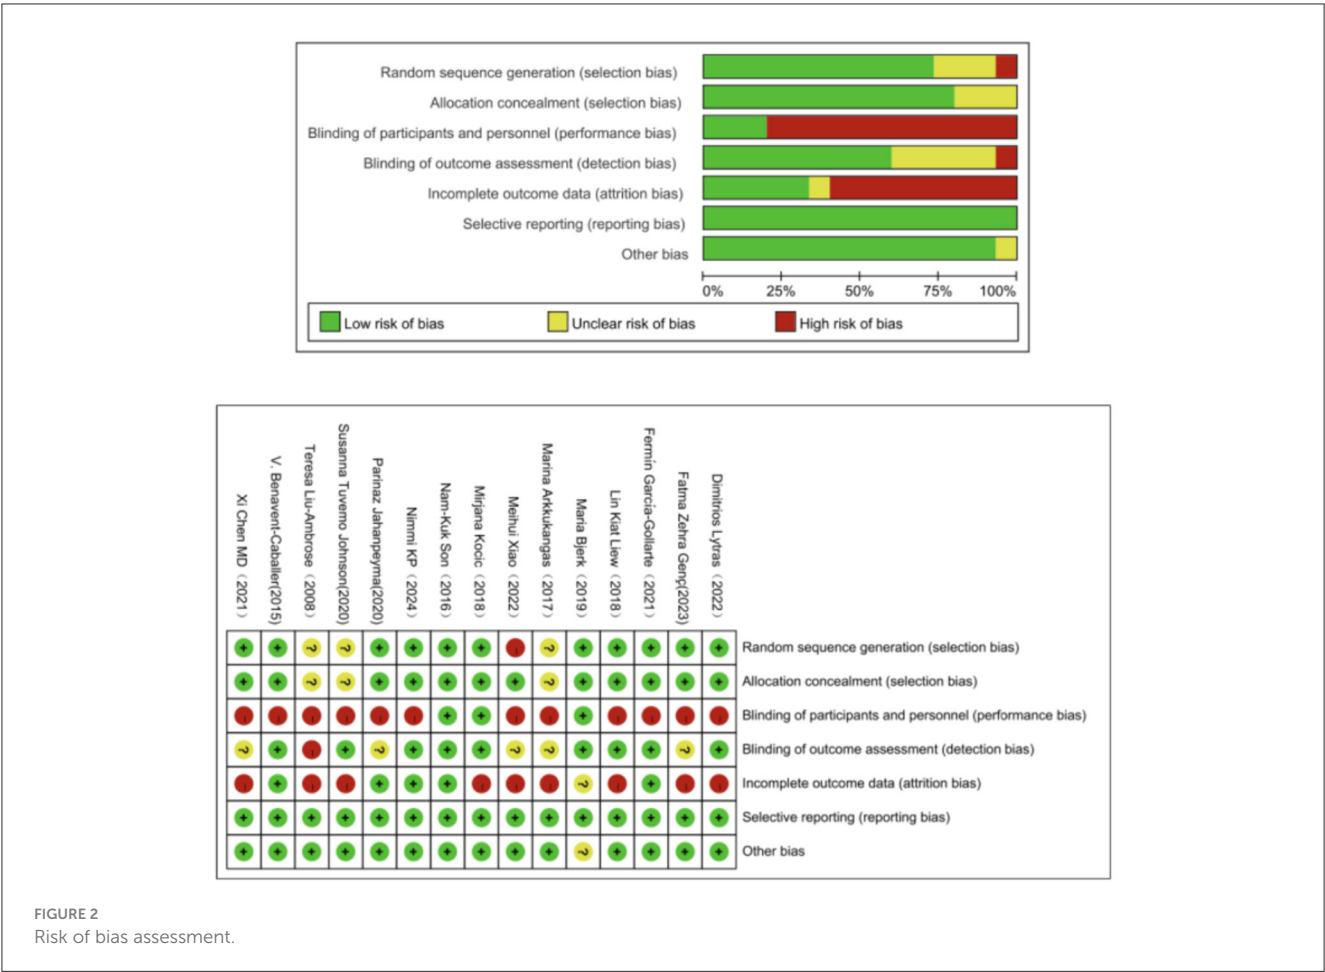 Random sequence generation (selection bias)
Allocation concealment (selection bias)
Blinding of participants and personnel (performance bias)
Blinding of outcome assessment (detection bias)
Incomplete outcome data (attrition bias)
Selective reporting (reporting bias)
Other bias
0% 25% 50% 75% 100%
Low risk of bias Unclear risk of bias High risk of bias
Xi Chen MD（2021）
V. Benavent-Caballer(2015)
Teresa Liu-Ambrose（2008）
Susanna Tuvemo Johnson(2020)
Parinaz Jahanpeyma(2020)
Nimmi KP（2024）
Nam-Kuk Son（2016）
Mirjana Kocic（2018）
Meihui Xiao（2022）
Marina Arkkukangas（2017）
Maria Bjerk（2019）
Lin Kiat Liew（2018）
Fermin Garcia-Gollarte（2021）
Fatma Zehra Genç(2023)
Dimitrios Lytras（2022）
+ + ? ? + + + + - ? + + + + + Random sequence generation (selection bias)
+ + ? ? + + + + + ? + + + + + Allocation concealment (selection bias)
- - - - - - + + - - + - - - - Blinding of participants and personnel (performance bias)
? + - + ? + + + ? ? + + + ? + Blinding of outcome assessment (detection bias)
- + - - + + + - - - ? - + - - Incomplete outcome data (attrition bias)
+ + + + + + + + + + + + + + + Selective reporting (reporting bias)
+ + + + + + + + + + ? + + + + Other bias
FIGURE 2
Risk of bias assessment.